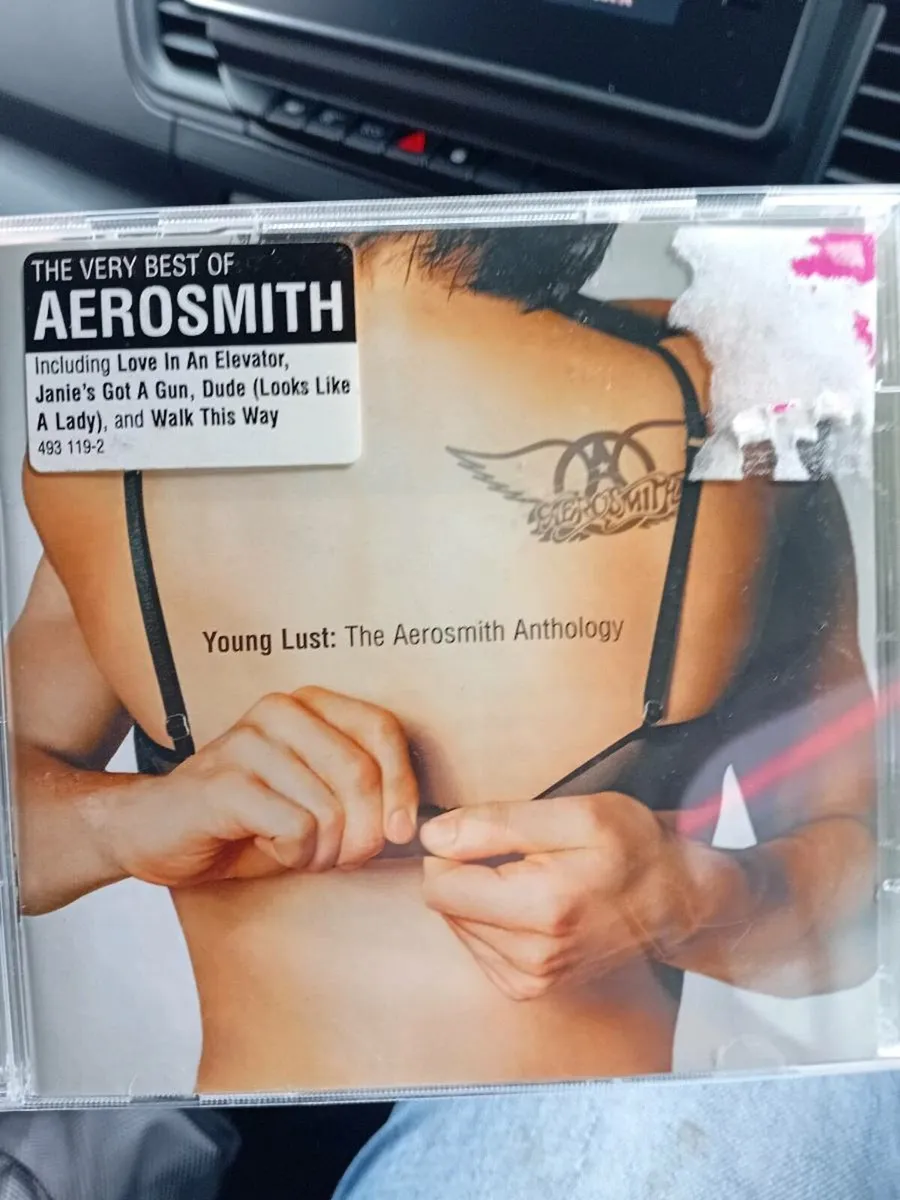 THE VERY BEST OF
AEROSMITH
Including Love In An Elevator,
Janie's Got A Gun, Dude (Looks Like
A Lady), and Walk This Way
493 119-2
AEROSMITH
Young Lust: The Aerosmith Anthology